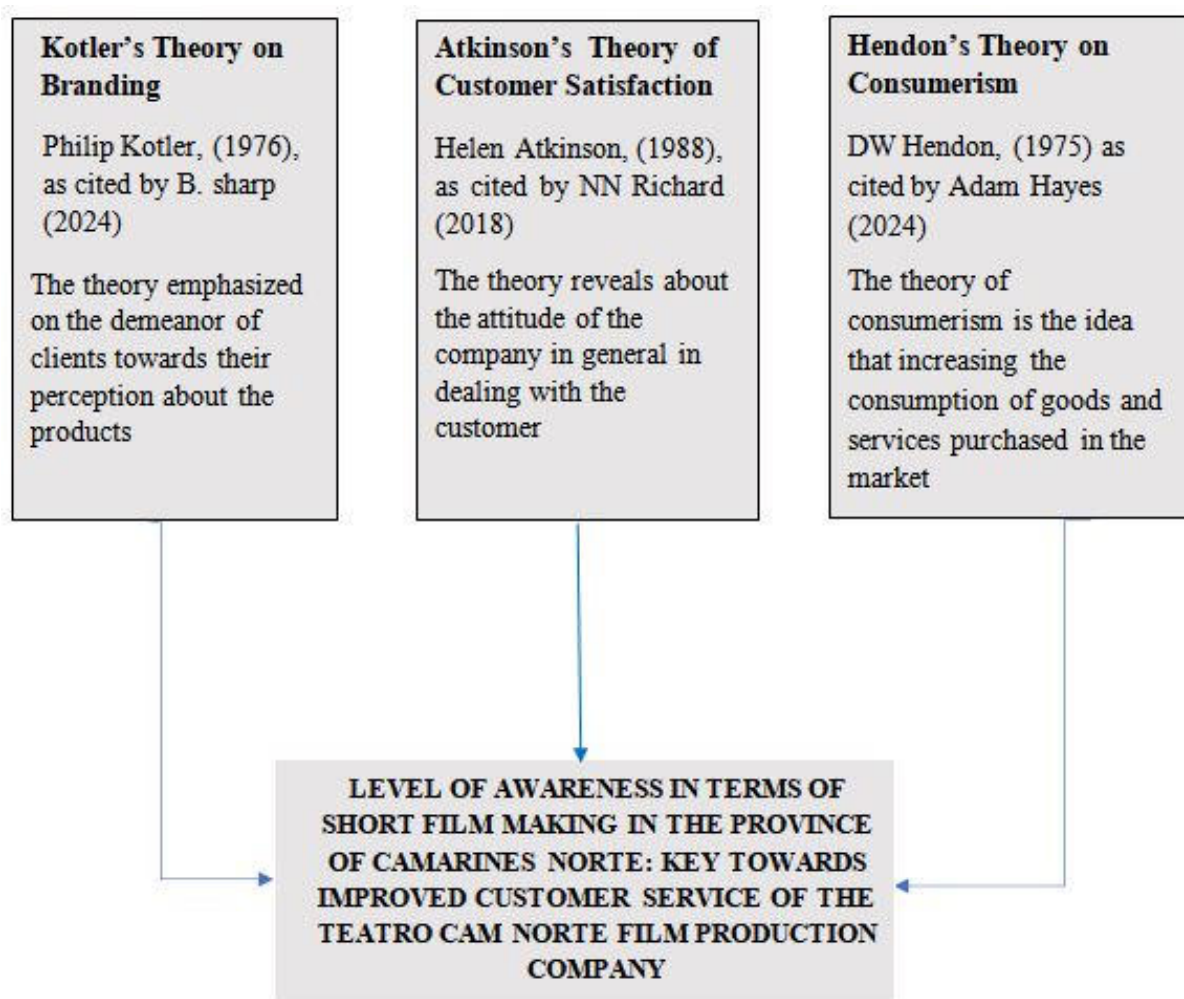 Kotler’s Theory on
Branding
Philip Kotler, (1976),
as cited by B. sharp
(2024)
The theory emphasized
on the demeanor of
clients towards their
perception about the
products
Atkinson’s Theory of
Customer Satisfaction
Helen Atkinson, (1988),
as cited by NN Richard
(2018)
The theory reveals about
the attitude of the
company in general in
dealing with the
customer
Hendon’s Theory on
Consumerism
DW Hendon, (1975) as
cited by Adam Hayes
(2024)
The theory of
consumerism is the idea
that increasing the
consumption of goods and
services purchased in the
market
LEVEL OF AWARENESS IN TERMS OF
SHORT FILM MAKING IN THE PROVINCE
OF CAMARINES NORTE: KEY TOWARDS
IMPROVED CUSTOMER SERVICE OF THE
TEATRO CAM NORTE FILM PRODUCTION
COMPANY